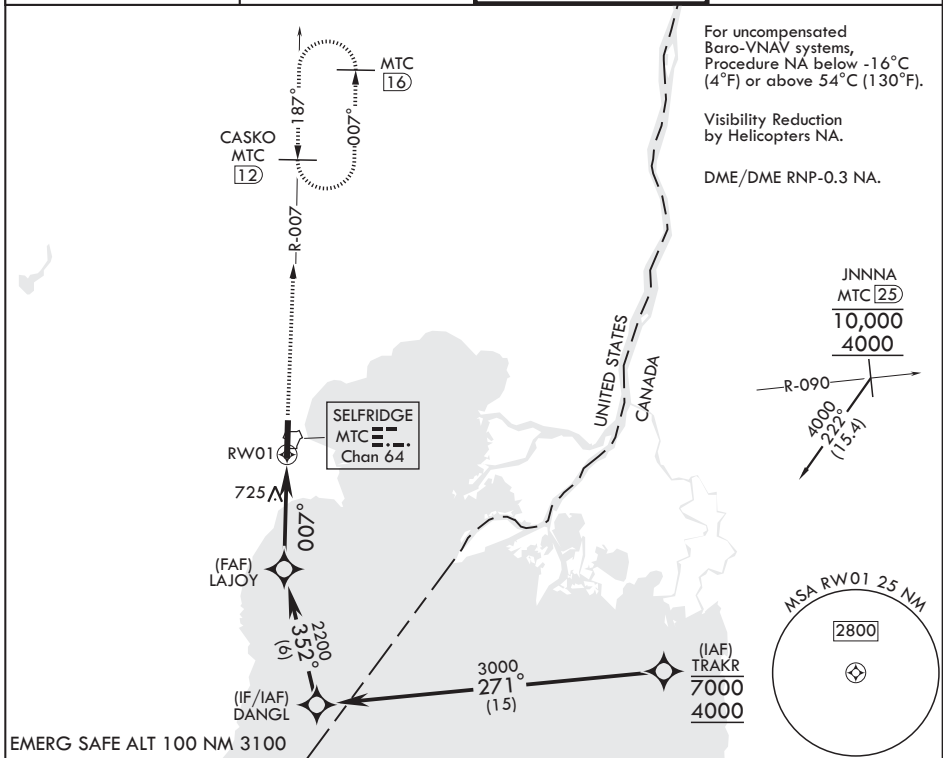 For uncompensated
Baro-VNAV systems,
Procedure NA below -16°C
(4°F) or above 54°C (130°F).
Visibility Reduction
by Helicopters NA.
DME/DME RNP-0.3 NA.
MTC
16
187°
007°
CASKO
MTC
12
R-007
JNNNA
MTC 25
10,000
4000
R-090
4000
222°
(15.4)
UNITED STATES
CANADA
SELFRIDGE
MTC
Chan 64
RW01
725
007°
(FAF)
LAJOY
2200
352°
(6)
(IF/IAF)
DANGL
3000
271°
(15)
(IAF)
TRAKR
7000
4000
MSA RW01 25 NM
2800
EMERG SAFE ALT 100 NM 3100